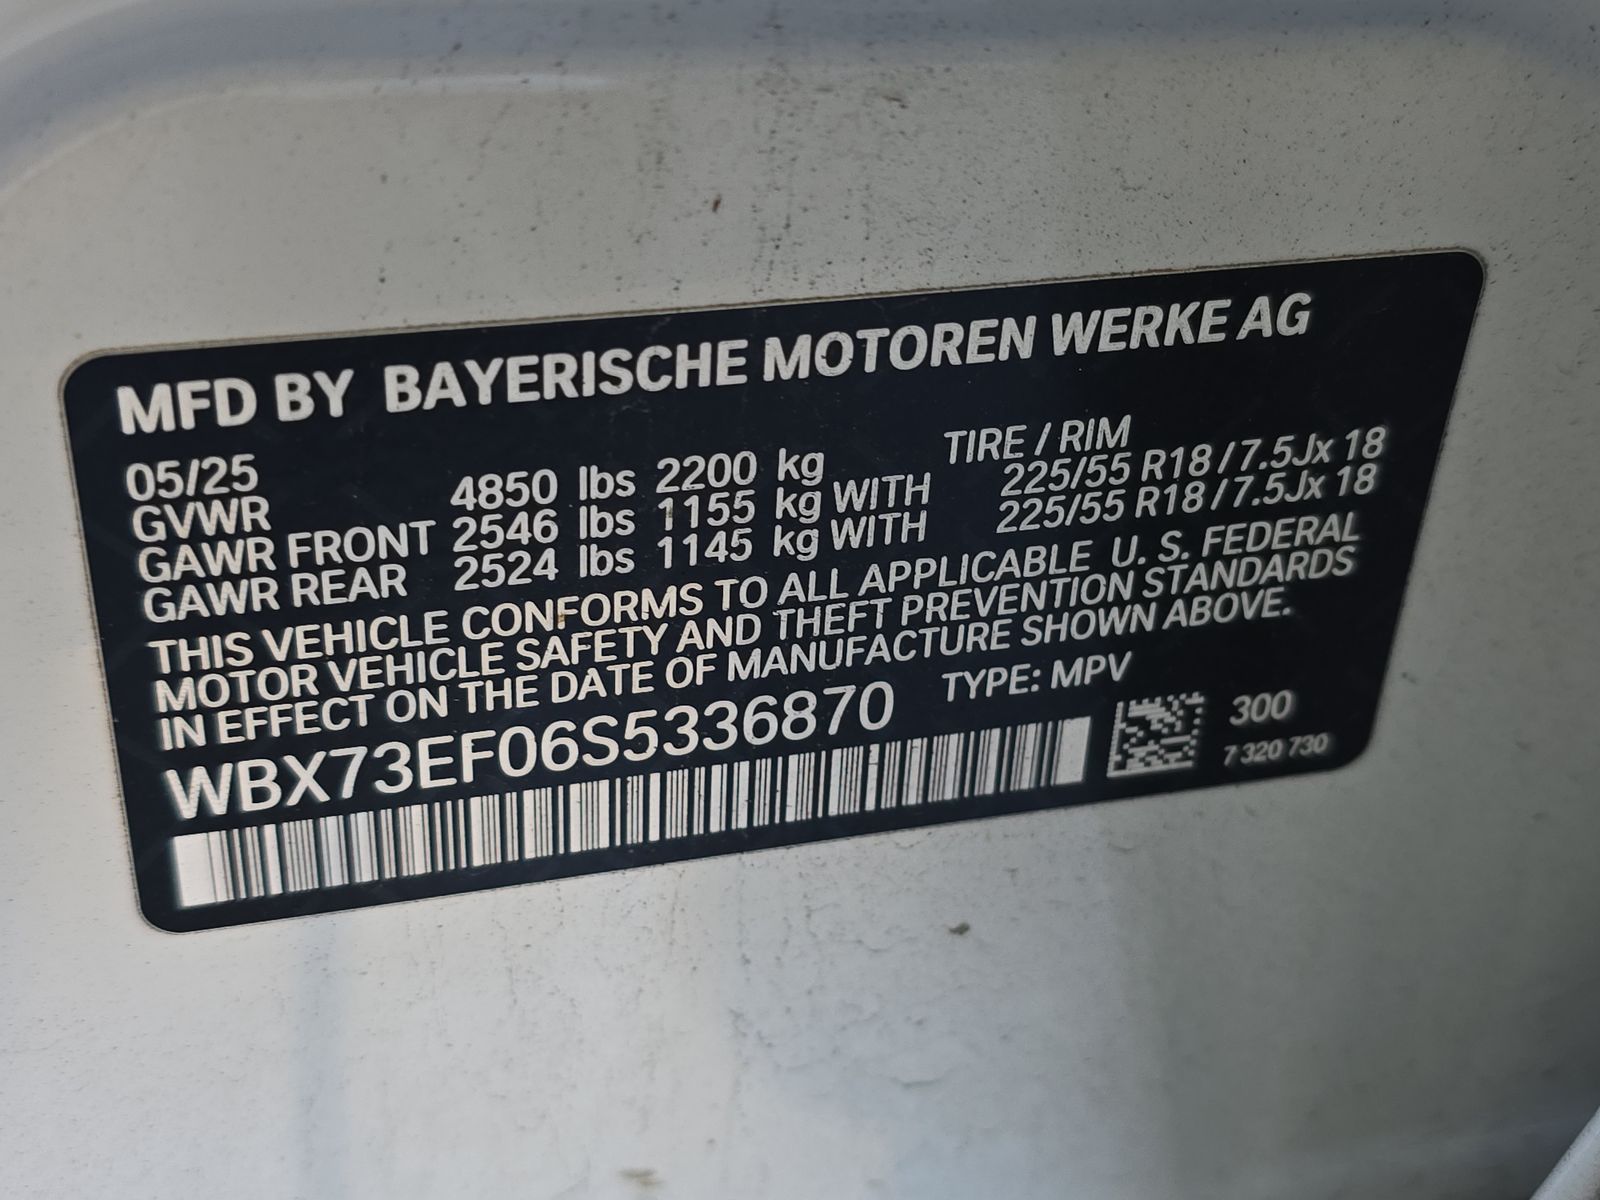 MFD BY BAYERISCHE MOTOREN WERKE AG
05/25 TIRE / RIM
GVWR 4850 lbs 2200 kg
GAWR FRONT 2546 lbs 1155 kg WITH 225/55 R18 / 7.5Jx 18
GAWR REAR 2524 lbs 1145 kg WITH 225/55 R18 / 7.5Jx 18
THIS VEHICLE CONFORMS TO ALL APPLICABLE U. S. FEDERAL
MOTOR VEHICLE SAFETY AND THEFT PREVENTION STANDARDS
IN EFFECT ON THE DATE OF MANUFACTURE SHOWN ABOVE.
WBX73EF06S5336870 TYPE: MPV
300
7 320 730